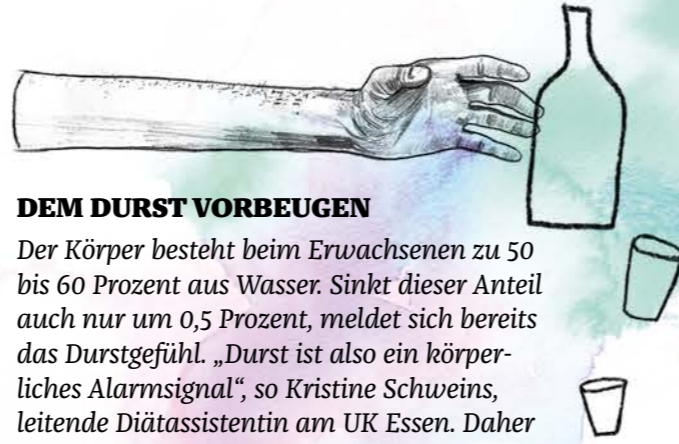 DEM DURST VORBEUGEN
Der Körper besteht beim Erwachsenen zu 50
bis 60 Prozent aus Wasser. Sinkt dieser Anteil
auch nur um 0,5 Prozent, meldet sich bereits
das Durstgefühl. „Durst ist also ein körper-
liches Alarmsignal“, so Kristine Schweins,
leitende Diätassistentin am UK Essen. Daher